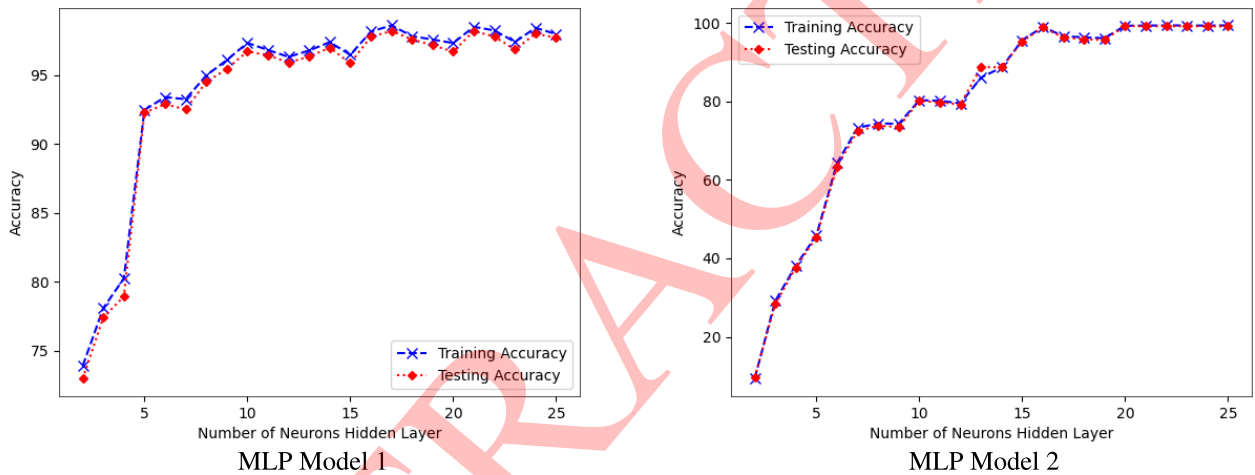 95
90
85
80
75
Accuracy
5
10
15
20
25
Number of Neurons Hidden Layer
Training Accuracy
Testing Accuracy
MLP Model 1
100
80
60
40
20
Accuracy
5
10
15
20
25
Number of Neurons Hidden Layer
Training Accuracy
Testing Accuracy
MLP Model 2
RACT